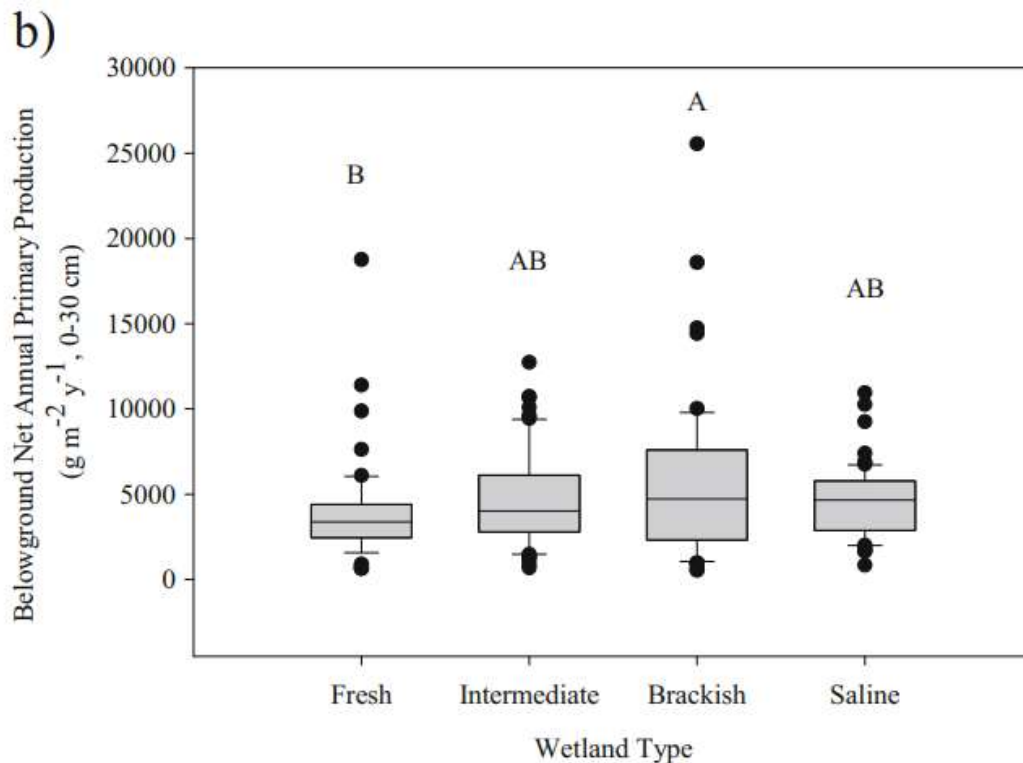 b)
Belowground Net Annual Primary Production
(g m-2 y-1, 0-30 cm)
30000
25000
20000
15000
10000
5000
0
B
AB
A
AB
Fresh Intermediate Brackish Saline
Wetland Type